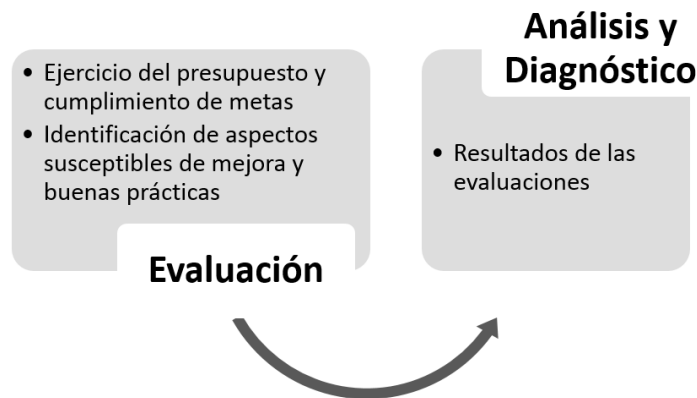 • Ejercicio del presupuesto y
cumplimiento de metas
• Identificación de aspectos
susceptibles de mejora y
buenas prácticas
Evaluación
Análisis y
Diagnóstico
• Resultados de las
evaluaciones